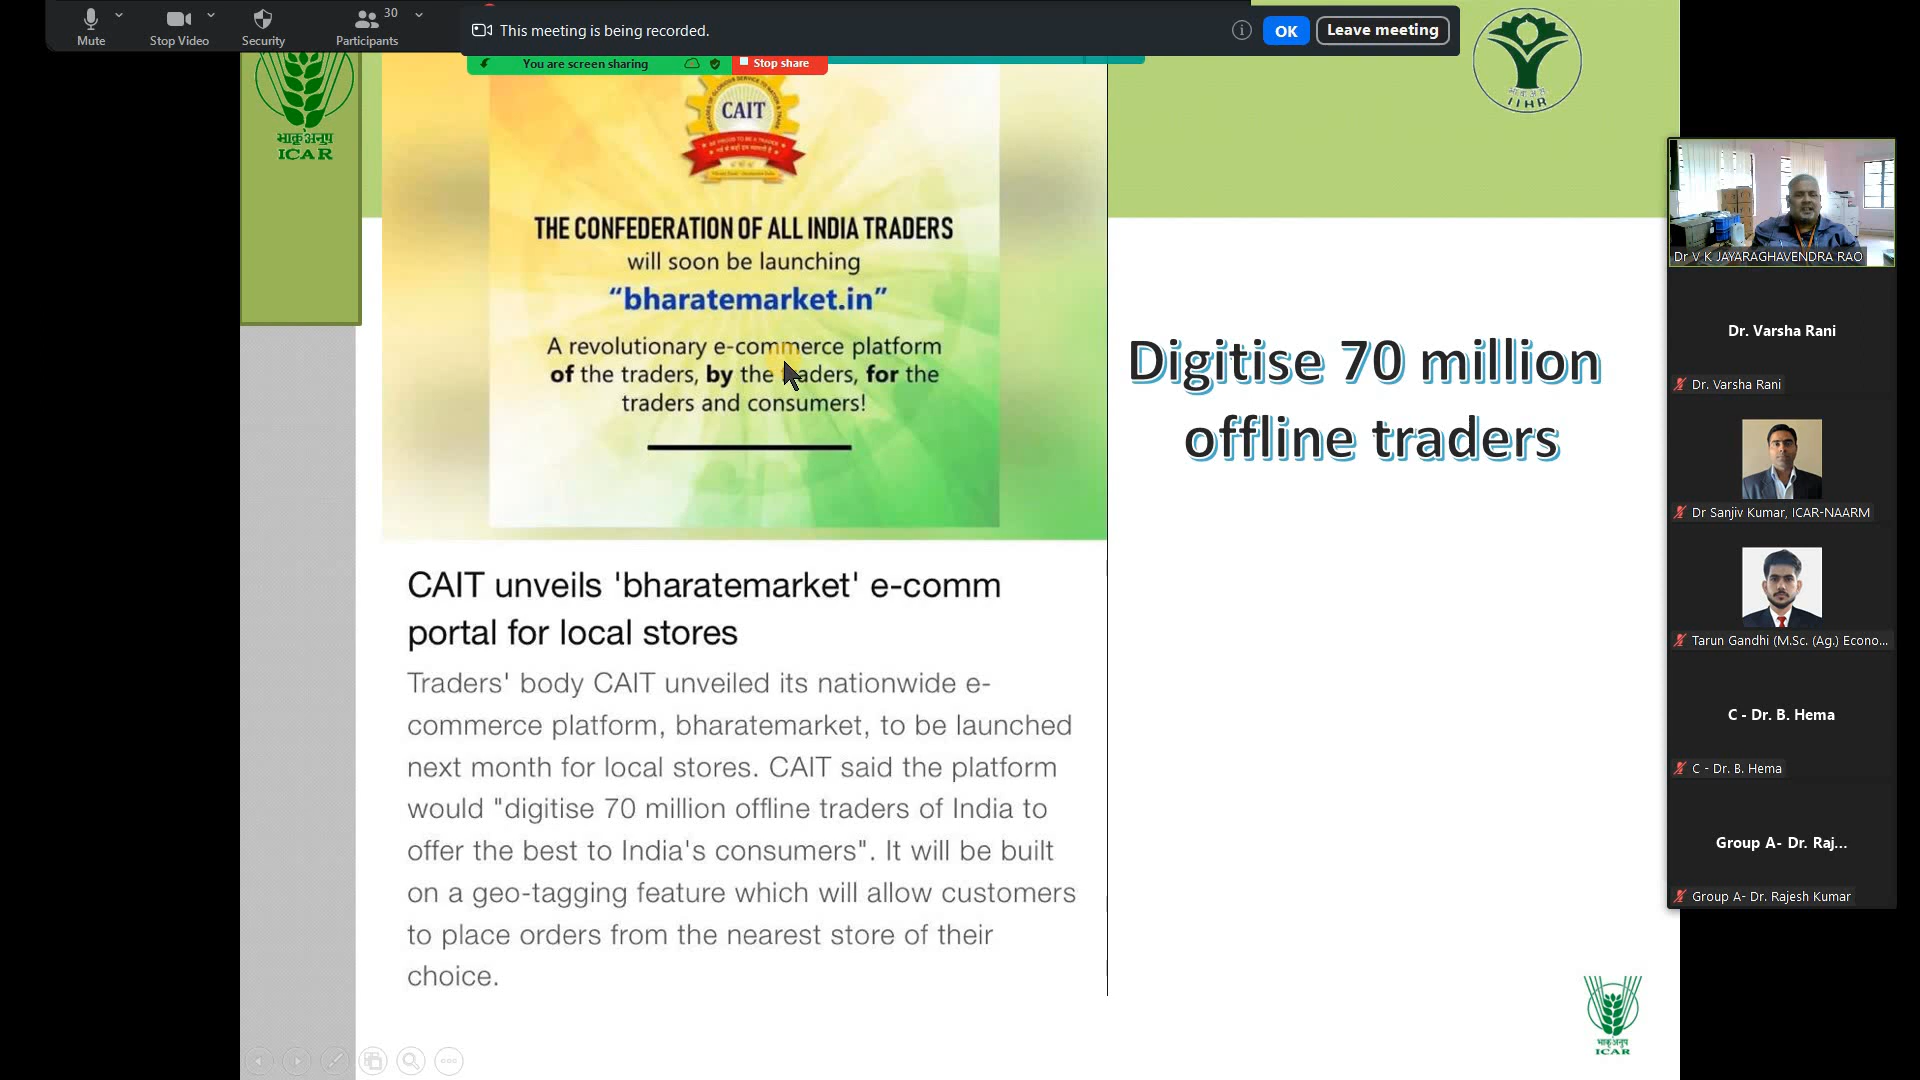 Mute
Stop Video
Security
Participants
30
This meeting is being recorded.
OK
Leave meeting
You are screen sharing
Stop share
भाकृअनुप
ICAR
CAIT
IIHR
THE CONFEDERATION OF ALL INDIA TRADERS
will soon be launching
“bharatemarket.in”
A revolutionary e-commerce platform
of the traders, by the traders, for the
traders and consumers!
Digitise 70 million
offline traders
CAIT unveils 'bharatemarket' e-comm
portal for local stores
Traders' body CAIT unveiled its nationwide e-
commerce platform, bharatemarket, to be launched
next month for local stores. CAIT said the platform
would "digitise 70 million offline traders of India to
offer the best to India's consumers". It will be built
on a geo-tagging feature which will allow customers
to place orders from the nearest store of their
choice.
भाकृअनुप
ICAR
Dr V K JAYARAGHAVENDRA RAO
Dr. Varsha Rani
Dr. Varsha Rani
Dr Sanjiv Kumar, ICAR-NAARM
Tarun Gandhi (M.Sc. (Ag.) Econo...
C - Dr. B. Hema
C - Dr. B. Hema
Group A- Dr. Raj...
Group A- Dr. Rajesh Kumar